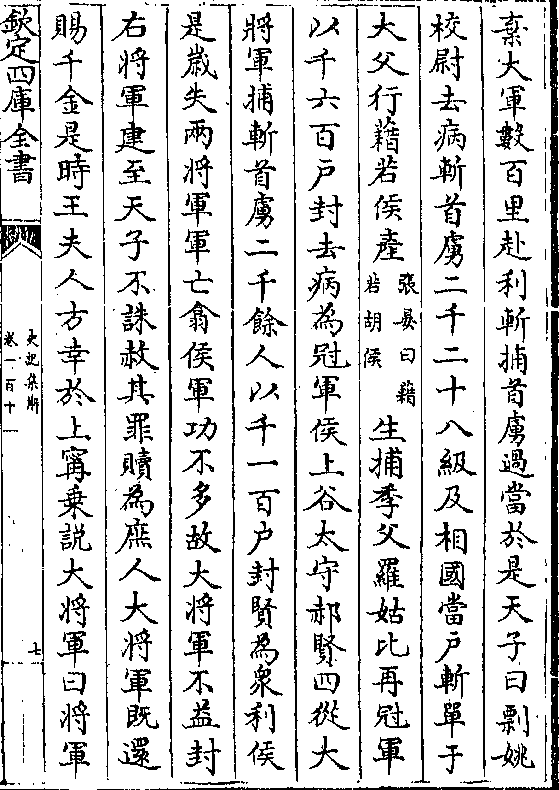 棄大軍數百里赴利斬捕首虜過當於是天子曰剽姚
校尉去病斬首虜二千二十八級及相國當戶斬單于
大父行藉若侯產張晏曰藉若胡侯生捕季父羅姑比再冠軍
以千六百戶封去病為冠軍侯上谷太守郝賢四從大
將軍捕斬首虜二千餘人以千一百戶封賢為衆利侯
是嵗失兩將軍軍亡翕侯軍功不多故大將軍不益封
右將軍建至天子不誅赦其罪贖為庶人大將軍既還
賜千金是時王夫人方幸於上甯乗説大將軍曰將軍
欽定四庫全書
史記集解
卷一百十一
七